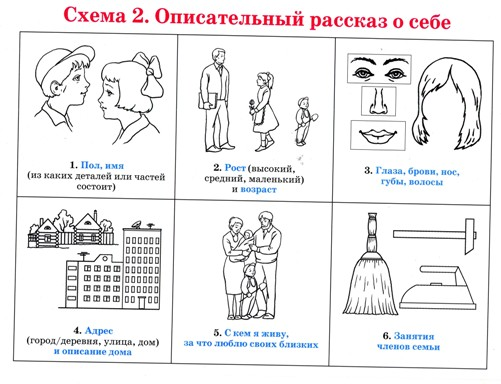 Схема 2. Описательный рассказ о себе
1. Пол, имя
(из каких деталей или частей
состоит)
2. Рост (высокий,
средний, маленький)
и возраст
3. Глаза, брови, нос,
губы, волосы
4. Адрес
(город/деревня, улица, дом)
и описание дома
5. С кем я живу,
за что люблю своих близких
6. Занятия
членов семьи